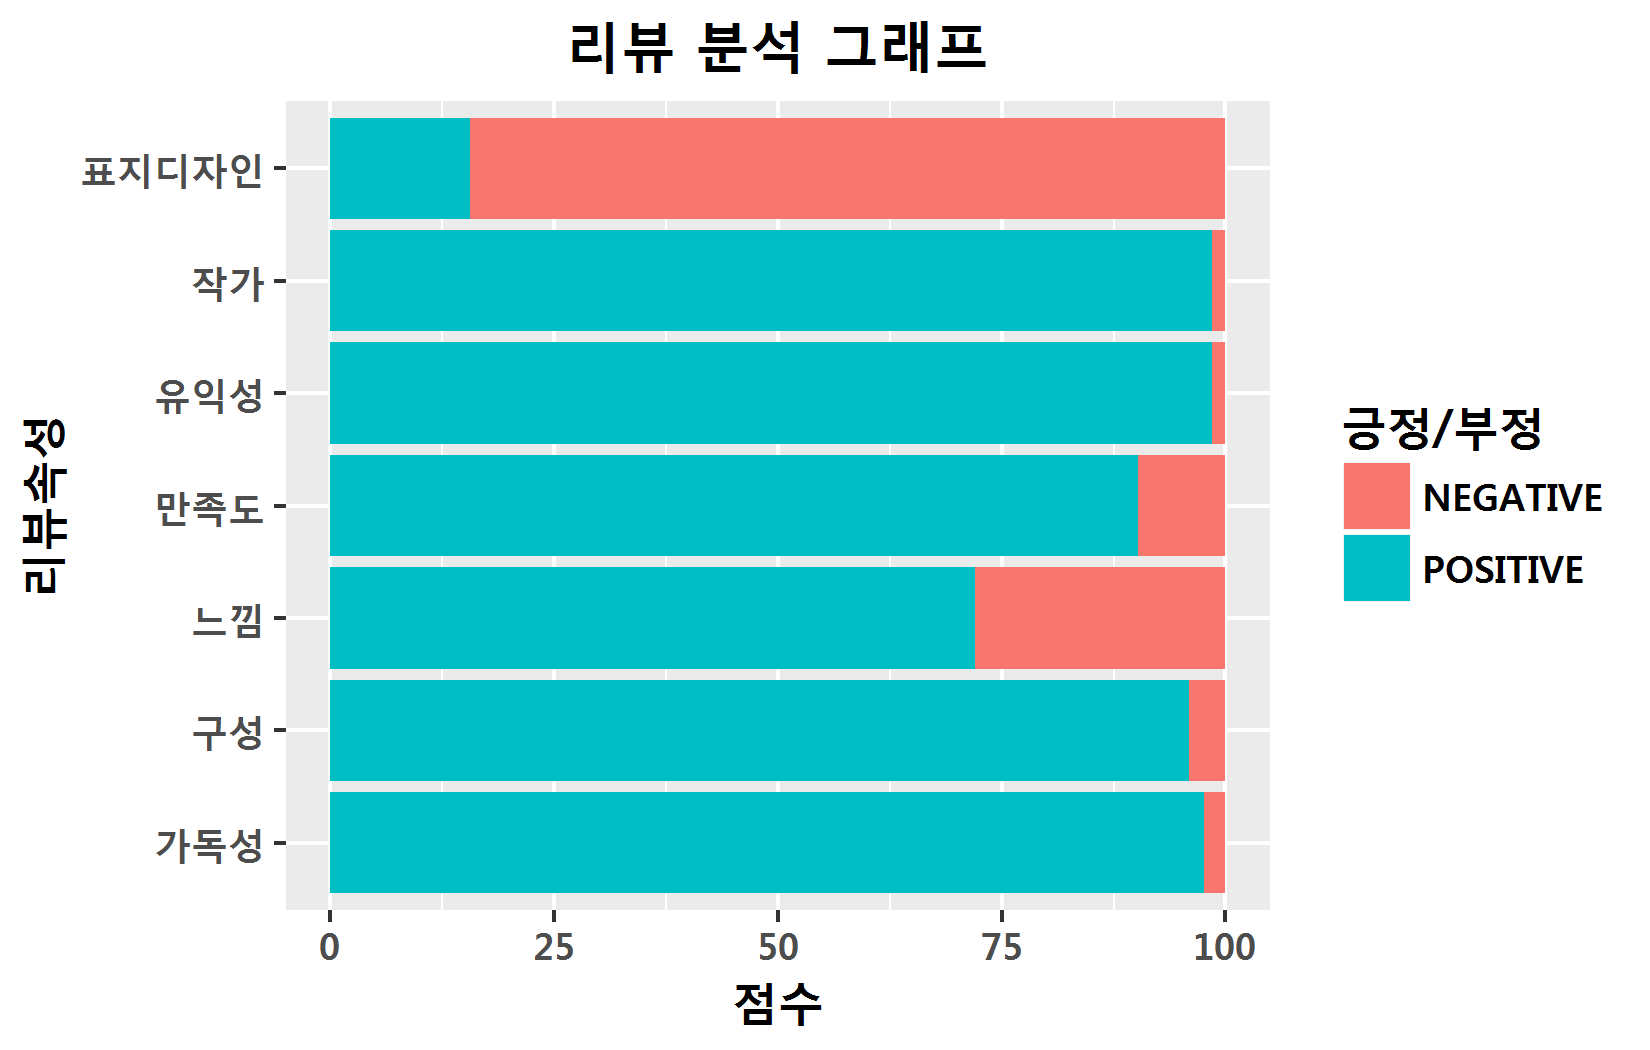 리뷰 분석 그래프
리뷰속성
표지디자인
작가
유익성
만족도
느낌
구성
가독성
0 25 50 75 100
점수
긍정/부정
NEGATIVE
POSITIVE